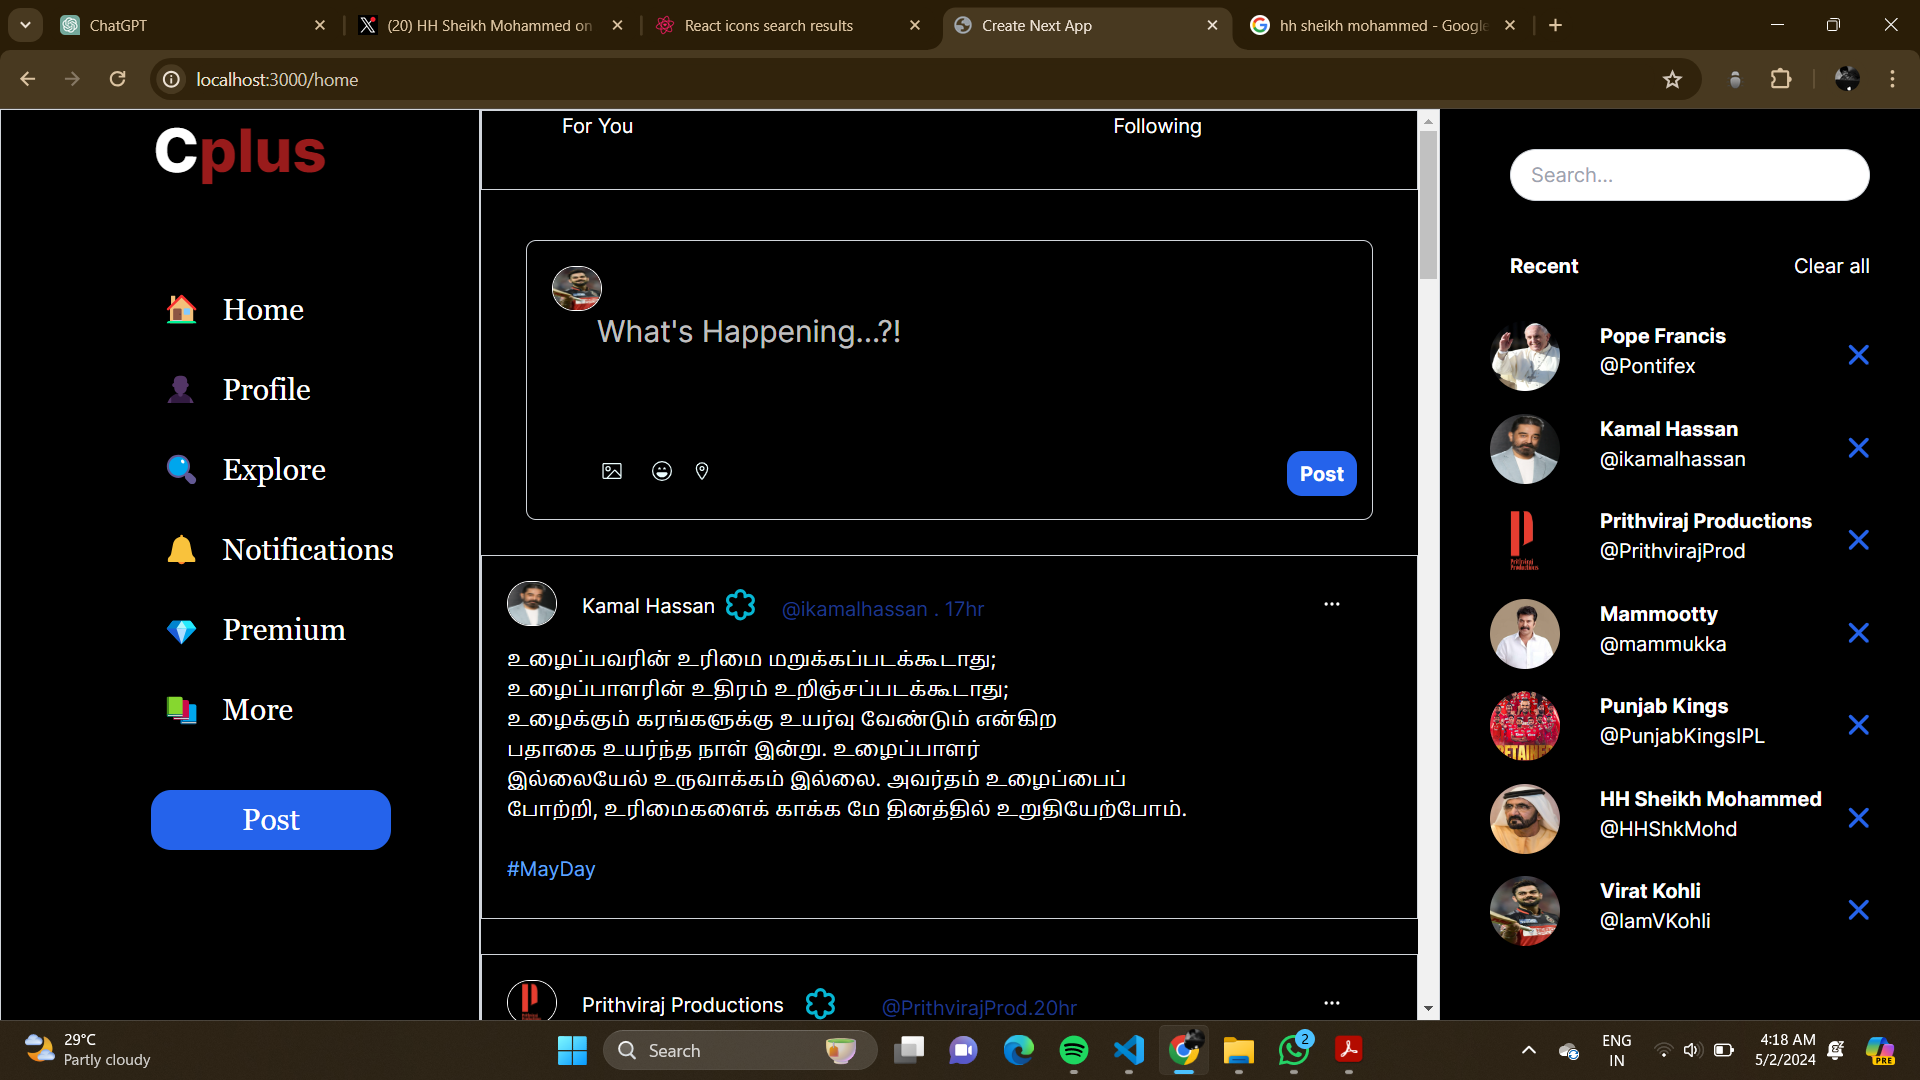 ChatGPT
(20) HH Sheikh Mohammed on
React icons search results
Create Next App
hh sheikh mohammed - Google
localhost:3000/home
Cplus
Home
Profile
Explore
Notifications
Premium
More
Post
For You
Following
What's Happening...?!
Post
Kamal Hassan
@ikamalhassan . 17hr
உழைப்பவரின் உரிமை மறுக்கப்படக்கூடாது;
உழைப்பாளரின் உதிரம் உறிஞ்சப்படக்கூடாது;
உழைக்கும் கரங்களுக்கு உயர்வு வேண்டும் என்கிற
பதாகை உயர்ந்த நாள் இன்று. உழைப்பாளர்
இல்லையேல் உருவாக்கம் இல்லை. அவர்தம் உழைப்பைப்
போற்றி, உரிமைகளைக் காக்க மே தினத்தில் உறுதியேற்போம்.
#MayDay
Prithviraj Productions
@PrithvirajProd.20hr
Search...
Recent
Clear all
Pope Francis
@Pontifex
Kamal Hassan
@ikamalhassan
Prithviraj Productions
@PrithvirajProd
Mammootty
@mammukka
Punjab Kings
@PunjabKingsIPL
HH Sheikh Mohammed
@HHShkMohd
Virat Kohli
@IamVKohli
29°C
Partly cloudy
Search
2
ENG
IN
4:18 AM
5/2/2024
PRE